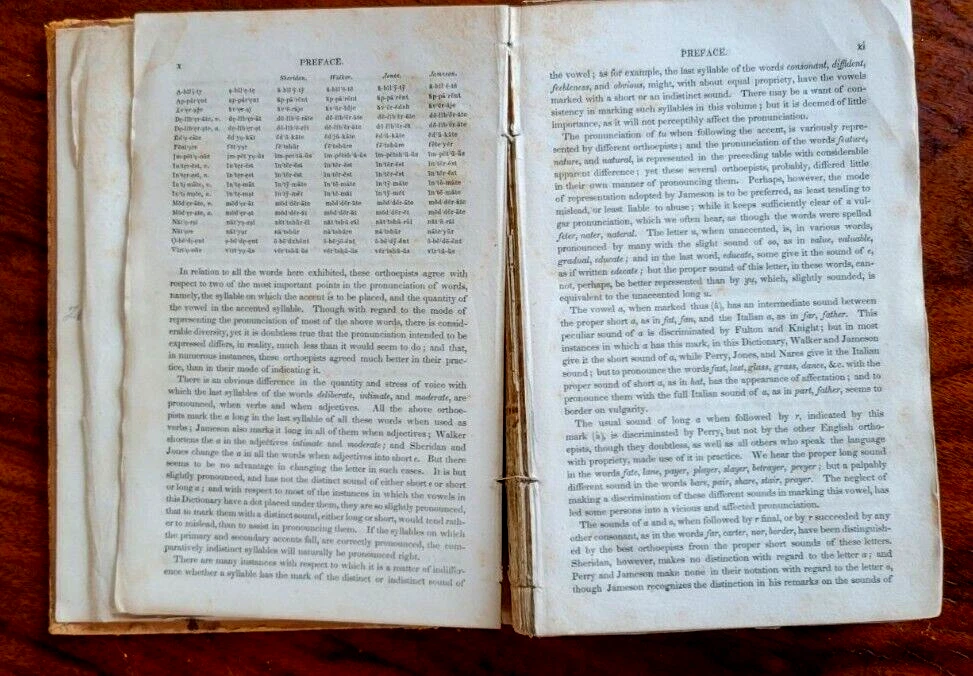 x
PREFACE.
Sheridan. Walker. Jones. Jameson.
In relation to all the words here exhibited, these orthoepists agree with
respect to two of the most important points in the pronunciation of words,
namely, the syllable on which the accent is to be placed, and the quantity of
the vowel in the accented syllable. Though with regard to the mode of
representing the pronunciation of most of the above words, there is consid-
erable diversity, yet it is doubtless true that the pronunciation intended to be
expressed differs, in reality, much less than it would seem to do; and that,
in numerous instances, these orthoepists agreed much better in their prac-
tice, than in their mode of indicating it.
There is an obvious difference in the quantity and stress of voice with
which the last syllables of the words deliberate, intimate, and moderate, are
pronounced, when verbs and when adjectives. All the above orthoe-
pists mark the a long in the last syllable of all these words when used as
verbs; Jameson also marks it long in all of them when adjectives; Walker
shortens the a in the adjectives intimate and moderate; and Sheridan and
Jones change the a in all the words when adjectives into short e. But there
seems to be no advantage in changing the letter in such cases. It is but
slightly pronounced, and has not the distinct sound of either short e or short
or long a; and with respect to most of the instances in which the vowels in
this Dictionary have a dot placed under them, they are so slightly pronounced,
that to mark them with a distinct sound, either long or short, would tend rath-
er to mislead, than to assist in pronouncing them. If the syllables on which
the primary and secondary accents fall, are correctly pronounced, the com-
paratively indistinct syllables will naturally be pronounced right.
There are many instances with respect to which it is a matter of indiffer-
ence whether a syllable has the mark of the distinct or indistinct sound of
PREFACE.
xi
the vowel; as for example, the last syllable of the words consonant, diffident,
feebleness, and obvious, might, with about equal propriety, have the vowels
marked with a short or an indistinct sound. There may be a want of con-
sistency in marking such syllables in this volume; but it is deemed of little
importance, as it will not perceptibly affect the pronunciation.
The pronunciation of tu when following the accent, is variously repre-
sented by different orthoepists; and the pronunciation of the words feature,
nature, and natural, is represented in the preceding table with considerable
apparent difference; yet these several orthoepists, probably, differed little
in their own manner of pronouncing them. Perhaps, however, the mode
of representation adopted by Jameson is to be preferred, as least tending to
mislead, or least liable to abuse; while it keeps sufficiently clear of a vul-
gar pronunciation, which we often hear, as though the words were spelled
feter, nater, nateral. The letter u, when unaccented, is, in various words,
pronounced by many with the slight sound of oo, as in value, valuable,
gradual, educate; and in the last word, educate, some give it the sound of e,
as if written edecate; but the proper sound of this letter, in these words, can-
not, perhaps, be better represented than by yu, which, slightly sounded, is
equivalent to the unaccented long u.
The vowel a, when marked thus (å), has an intermediate sound between
the proper short a, as in fat, fan, and the Italian a, as in far, father. This
peculiar sound of a is discriminated by Fulton and Knight; but in most
instances in which a has this mark, in this Dictionary, Walker and Jameson
give it the short sound of a, while Perry, Jones, and Nares give it the Italian
sound; but to pronounce the words fast, last, glass, grass, dance, &c. with the
proper sound of short a, as in hat, has the appearance of affectation; and to
pronounce them with the full Italian sound of a, as in part, father, seems to
border on vulgarity.
The usual sound of long a when followed by r, indicated by this
mark (à), is discriminated by Perry, but not by the other English ortho-
epists, though they doubtless, as well as all others who speak the language
with propriety, made use of it in practice. We hear the proper long sound
in the words fate, lane, payer, player, slayer, betrayer, preyer; but a palpably
different sound in the words bare, pair, share, stair, prayer. The neglect of
making a discrimination of these different sounds in marking this vowel, has
led some persons into a vicious and affected pronunciation.
The sounds of a and o, when followed by r final, or by r succeeded by any
other consonant, as in the words far, carter, nor, border, have been distinguish-
ed by the best orthoepists from the proper short sounds of these letters.
Sheridan, however, makes no distinction with regard to the letter a; and
Perry and Jameson make none in their notation with regard to the letter o,
though Jameson recognizes the distinction in his remarks on the sounds of